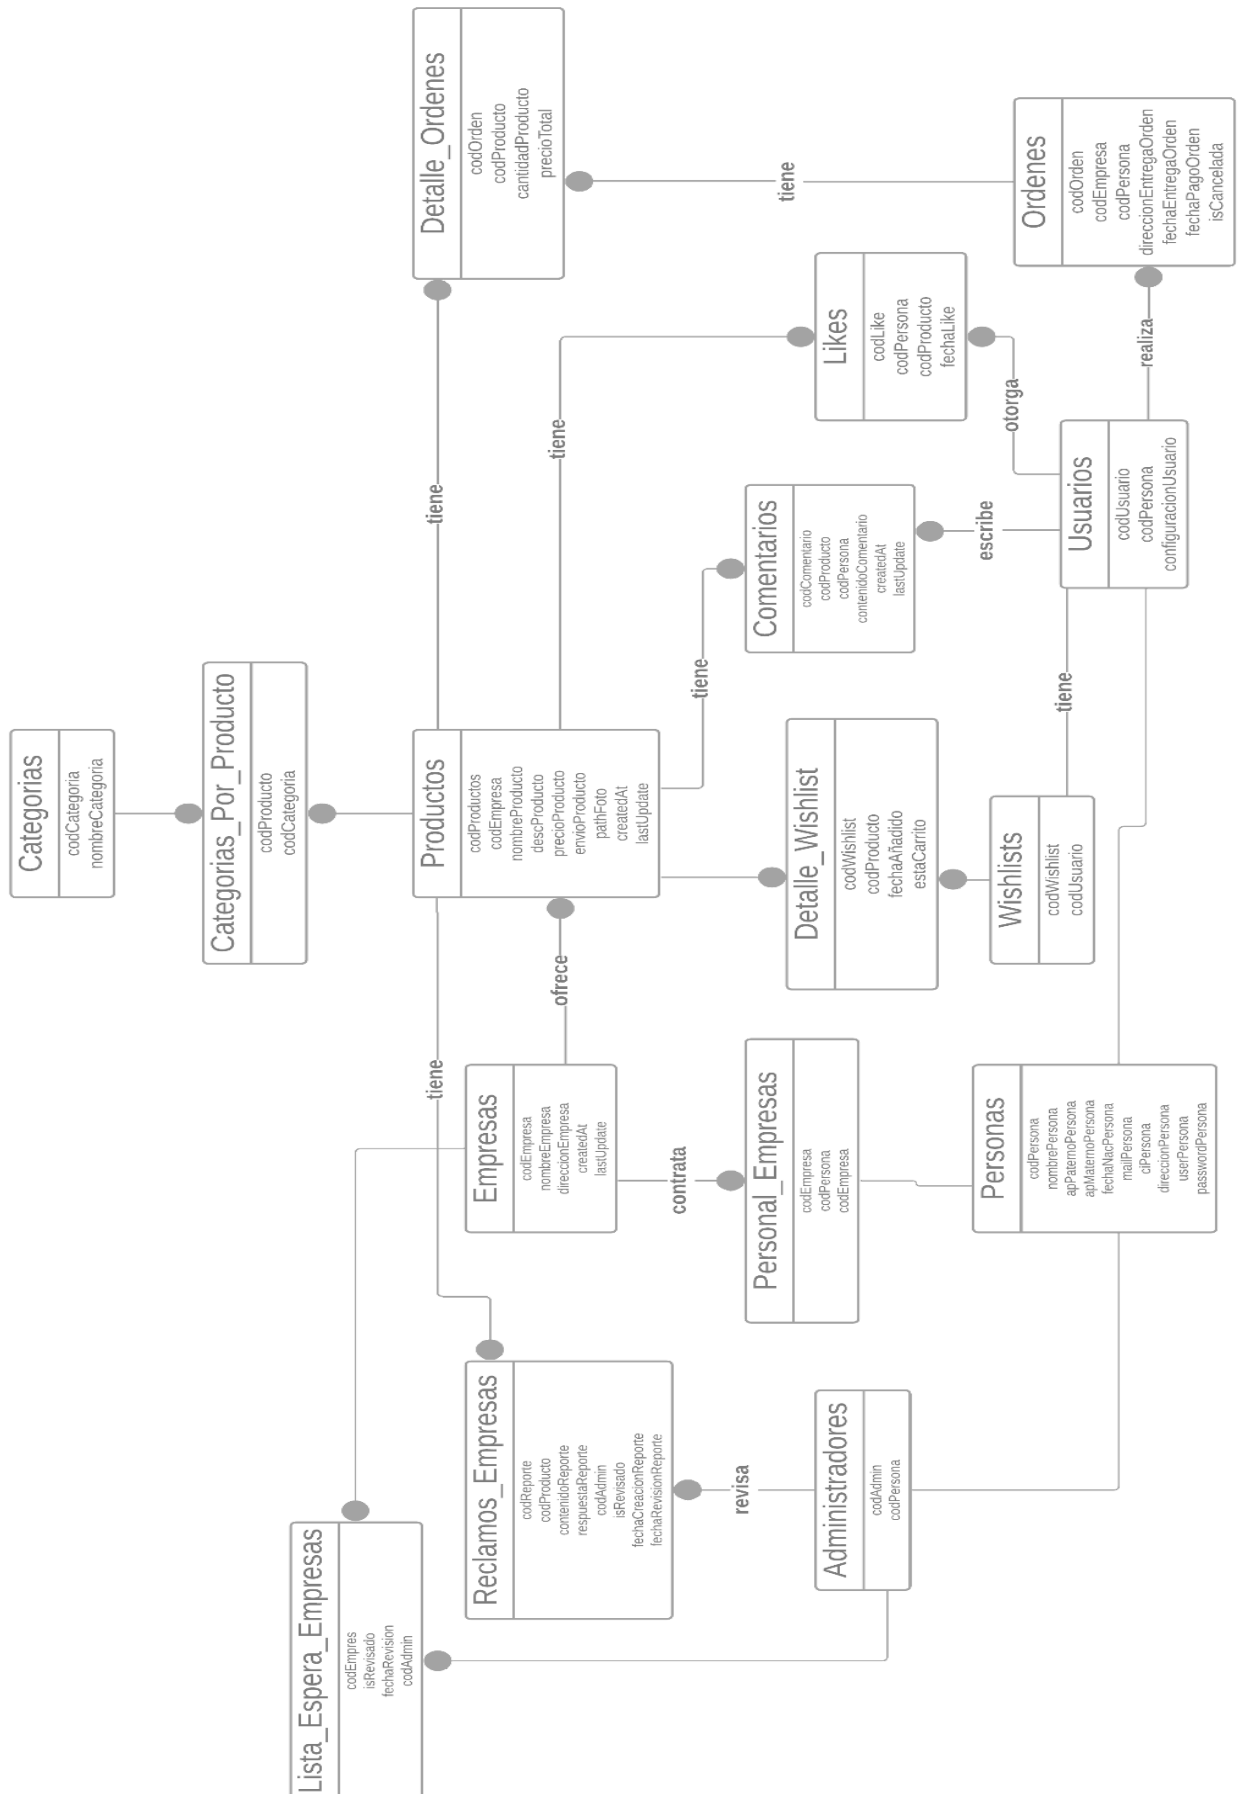 Detalle_Ordenes
codOrden
codProducto
cantidadProducto
precioTotal
Ordenes
codOrden
codEmpresa
codPersona
direccionEntregaOrden
fechaEntregaOrden
fechaPagoOrden
isCancelada
tiene
Likes
codLike
codPersona
codProducto
fechaLike
realiza
otorga
tiene
tiene
Comentarios
codComentario
codProducto
codPersona
contenidoComentario
createdAt
lastUpdate
escribe
Usuarios
codUsuario
codPersona
configuracionUsuario
tiene
tiene
Categorias
codCategoria
nombreCategoria
Categorias_Por_Producto
codProducto
codCategoria
Productos
codProductos
codEmpresa
nombreProducto
descProducto
precioProducto
envioProducto
pathFoto
createdAt
lastUpdate
Detalle_Wishlist
codWishlist
codProducto
fechaAñadido
estaCarrito
Wishlists
codWishlist
codUsuario
ofrece
tiene
Empresas
codEmpresa
nombreEmpresa
direccionEmpresa
createdAt
lastUpdate
contrata
Personal_Empresas
codEmpresa
codPersona
codEmpresa
Personas
codPersona
nombrePersona
apPaternoPersona
apMaternoPersona
fechaNacPersona
mailPersona
ciPersona
direccionPersona
userPersona
passwordPersona
Reclamos_Empresas
codReporte
codProducto
contenidoReporte
respuestaReporte
codAdmin
isRevisado
fechaCreacionReporte
fechaRevisionReporte
revisa
Administradores
codAdmin
codPersona
Lista_Espera_Empresas
codEmpres
isRevisado
fechaRevision
codAdmin